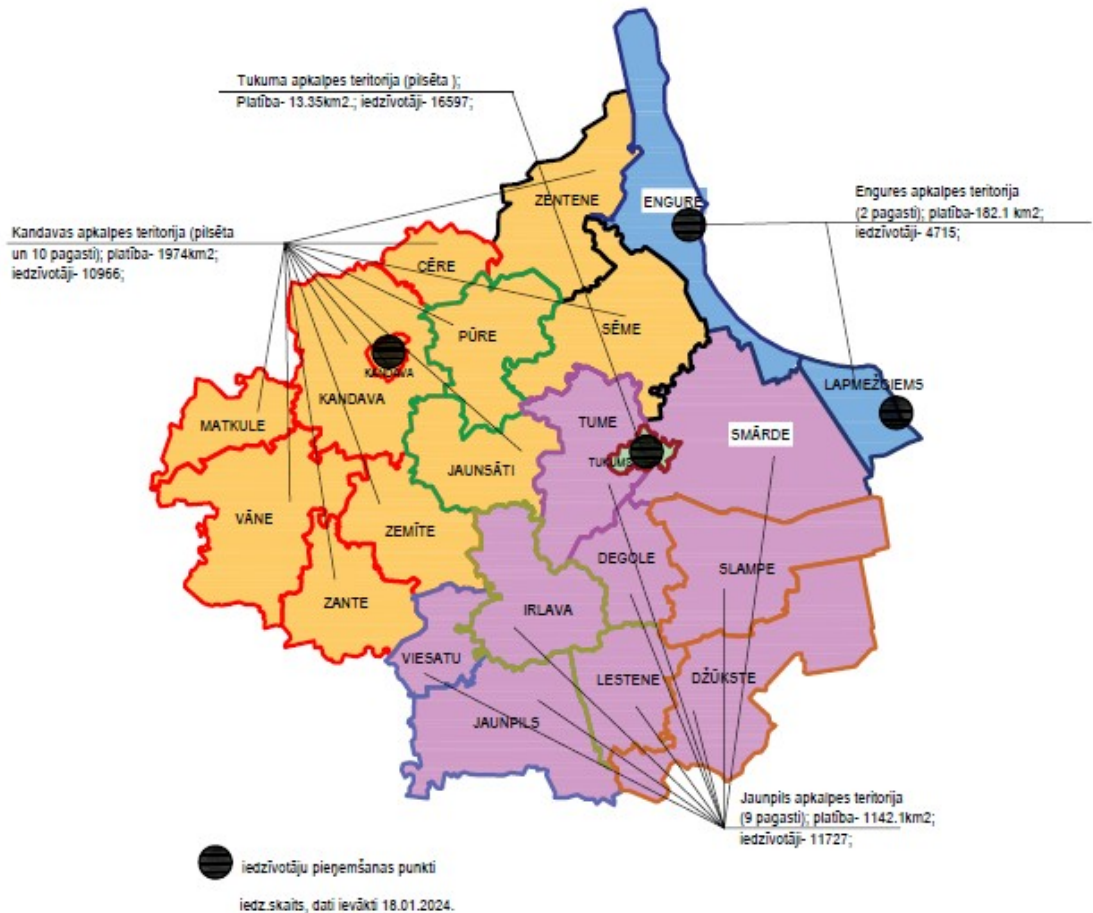 Tukuma apkalpes teritorija (pilsēta );
Platība- 13.35km2.; iedzīvotāji- 16597;
Engures apkalpes teritorija
(2 pagasti); platība-182.1 km2;
iedzīvotāji- 4715;
Kandavas apkalpes teritorija (pilsēta
un 10 pagasti); platība- 1974km2;
iedzīvotāji- 10966;
ZENTENE
ENGURE
CĒRE
PŪRE
SĒME
KANDAVA
KANDAVA
LAPMEŽCIEMS
MATKULE
TUME
SMĀRDE
TUKUMS
JAUNSĀTI
VĀNE
ZEMĪTE
DEGOLE
SLAMPE
ZANTE
IRLAVA
VIESATU
LESTENE
DŽŪKSTE
JAUNPILS
Jaunpils apkalpes teritorija
(9 pagasti); platība- 1142.1km2;
iedzīvotāji- 11727;
iedzīvotāju pieņemšanas punkti
iedz.skaits, dati ievākti 18.01.2024.